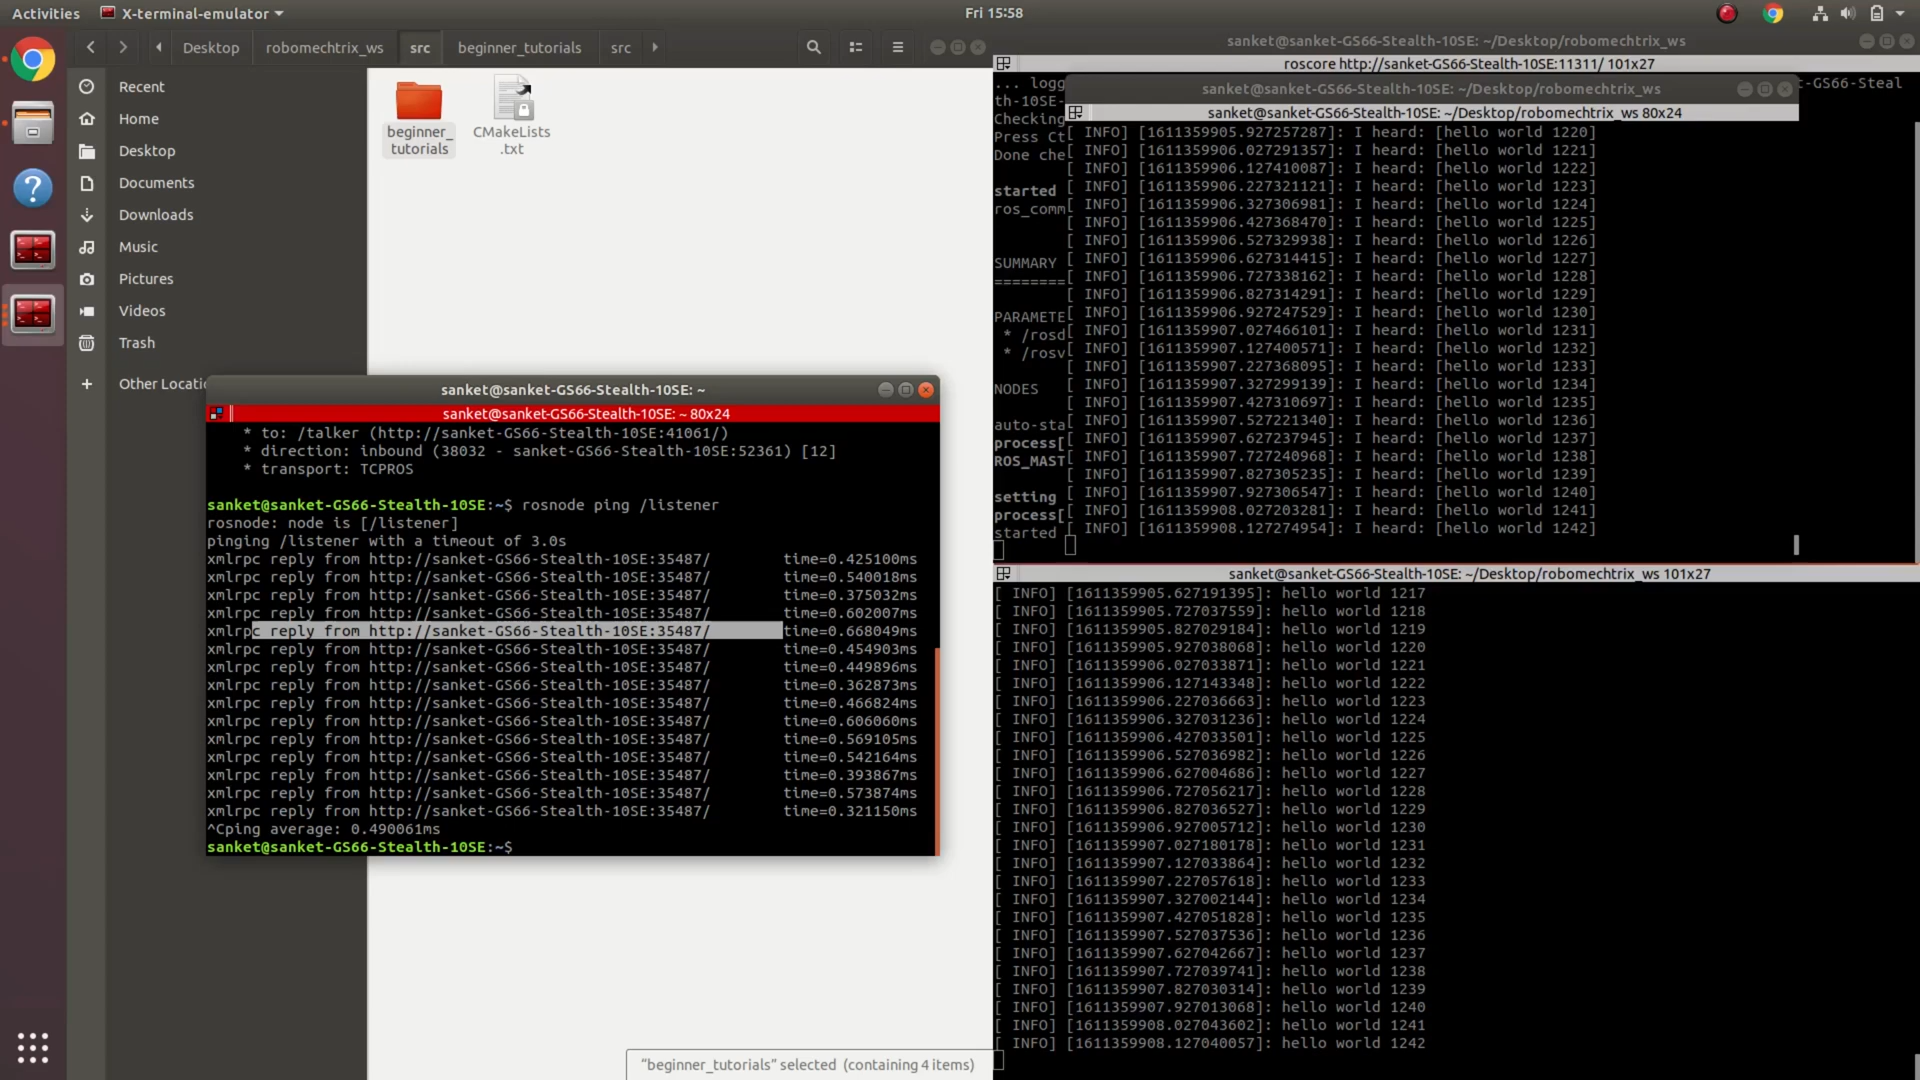 Activities
X-terminal-emulator
Fri 15:58
Desktop
robomechtrix_ws
src
beginner_tutorials
src
Recent
Home
Desktop
Documents
Downloads
Music
Pictures
Videos
Trash
+ Other Locatio
beginner_
tutorials
CMakeLists
.txt
sanket@sanket-GS66-Stealth-10SE: ~
sanket@sanket-GS66-Stealth-10SE: ~ 80x24
* to: /talker (http://sanket-GS66-Stealth-10SE:41061/)
* direction: inbound (38032 - sanket-GS66-Stealth-10SE:52361) [12]
* transport: TCPROS
sanket@sanket-GS66-Stealth-10SE:~$ rosnode ping /listener
rosnode: node is [/listener]
pinging /listener with a timeout of 3.0s
xmlrpc reply from http://sanket-GS66-Stealth-10SE:35487/ time=0.425100ms
xmlrpc reply from http://sanket-GS66-Stealth-10SE:35487/ time=0.540018ms
xmlrpc reply from http://sanket-GS66-Stealth-10SE:35487/ time=0.375032ms
xmlrpc reply from http://sanket-GS66-Stealth-10SE:35487/ time=0.602007ms
xmlrpc reply from http://sanket-GS66-Stealth-10SE:35487/ time=0.668049ms
xmlrpc reply from http://sanket-GS66-Stealth-10SE:35487/ time=0.454903ms
xmlrpc reply from http://sanket-GS66-Stealth-10SE:35487/ time=0.449896ms
xmlrpc reply from http://sanket-GS66-Stealth-10SE:35487/ time=0.362873ms
xmlrpc reply from http://sanket-GS66-Stealth-10SE:35487/ time=0.466824ms
xmlrpc reply from http://sanket-GS66-Stealth-10SE:35487/ time=0.606060ms
xmlrpc reply from http://sanket-GS66-Stealth-10SE:35487/ time=0.569105ms
xmlrpc reply from http://sanket-GS66-Stealth-10SE:35487/ time=0.542164ms
xmlrpc reply from http://sanket-GS66-Stealth-10SE:35487/ time=0.393867ms
xmlrpc reply from http://sanket-GS66-Stealth-10SE:35487/ time=0.573874ms
xmlrpc reply from http://sanket-GS66-Stealth-10SE:35487/ time=0.321150ms
^Cping average: 0.490061ms
sanket@sanket-GS66-Stealth-10SE:~$
"beginner_tutorials" selected (containing 4 items)
sanket@sanket-GS66-Stealth-10SE: ~/Desktop/robomechtrix_ws
roscore http://sanket-GS66-Stealth-10SE:11311/ 101x27
... logg
t-GS66-Steal
th-10SE-
Checking
Press Ct
Done che
started
ros_comm
SUMMARY
========
PARAMETE
* /rosd
* /rosv
NODES
auto-sta
process[
ROS_MAST
setting
process[
started
sanket@sanket-GS66-Stealth-10SE: ~/Desktop/robomechtrix_ws
sanket@sanket-GS66-Stealth-10SE: ~/Desktop/robomechtrix_ws 80x24
[ INFO] [1611359905.927257287]: I heard: [hello world 1220]
[ INFO] [1611359906.027291357]: I heard: [hello world 1221]
[ INFO] [1611359906.127410087]: I heard: [hello world 1222]
[ INFO] [1611359906.227321121]: I heard: [hello world 1223]
[ INFO] [1611359906.327306981]: I heard: [hello world 1224]
[ INFO] [1611359906.427368470]: I heard: [hello world 1225]
[ INFO] [1611359906.527329938]: I heard: [hello world 1226]
[ INFO] [1611359906.627314415]: I heard: [hello world 1227]
[ INFO] [1611359906.727338162]: I heard: [hello world 1228]
[ INFO] [1611359906.827314291]: I heard: [hello world 1229]
[ INFO] [1611359906.927247529]: I heard: [hello world 1230]
[ INFO] [1611359907.027466101]: I heard: [hello world 1231]
[ INFO] [1611359907.127400571]: I heard: [hello world 1232]
[ INFO] [1611359907.227368095]: I heard: [hello world 1233]
[ INFO] [1611359907.327299139]: I heard: [hello world 1234]
[ INFO] [1611359907.427310697]: I heard: [hello world 1235]
[ INFO] [1611359907.527221340]: I heard: [hello world 1236]
[ INFO] [1611359907.627237945]: I heard: [hello world 1237]
[ INFO] [1611359907.727240968]: I heard: [hello world 1238]
[ INFO] [1611359907.827305235]: I heard: [hello world 1239]
[ INFO] [1611359907.927306547]: I heard: [hello world 1240]
[ INFO] [1611359908.027203281]: I heard: [hello world 1241]
[ INFO] [1611359908.127274954]: I heard: [hello world 1242]
sanket@sanket-GS66-Stealth-10SE: ~/Desktop/robomechtrix_ws 101x27
[ INFO] [1611359905.627191395]: hello world 1217
[ INFO] [1611359905.727037559]: hello world 1218
[ INFO] [1611359905.827029184]: hello world 1219
[ INFO] [1611359905.927038068]: hello world 1220
[ INFO] [1611359906.027033871]: hello world 1221
[ INFO] [1611359906.127143348]: hello world 1222
[ INFO] [1611359906.227036663]: hello world 1223
[ INFO] [1611359906.327031236]: hello world 1224
[ INFO] [1611359906.427033501]: hello world 1225
[ INFO] [1611359906.527036982]: hello world 1226
[ INFO] [1611359906.627004686]: hello world 1227
[ INFO] [1611359906.727056217]: hello world 1228
[ INFO] [1611359906.827036527]: hello world 1229
[ INFO] [1611359906.927005712]: hello world 1230
[ INFO] [1611359907.027180178]: hello world 1231
[ INFO] [1611359907.127033864]: hello world 1232
[ INFO] [1611359907.227057618]: hello world 1233
[ INFO] [1611359907.327002144]: hello world 1234
[ INFO] [1611359907.427051828]: hello world 1235
[ INFO] [1611359907.527037536]: hello world 1236
[ INFO] [1611359907.627042667]: hello world 1237
[ INFO] [1611359907.727039741]: hello world 1238
[ INFO] [1611359907.827030314]: hello world 1239
[ INFO] [1611359907.927013068]: hello world 1240
[ INFO] [1611359908.027043602]: hello world 1241
[ INFO] [1611359908.127040057]: hello world 1242